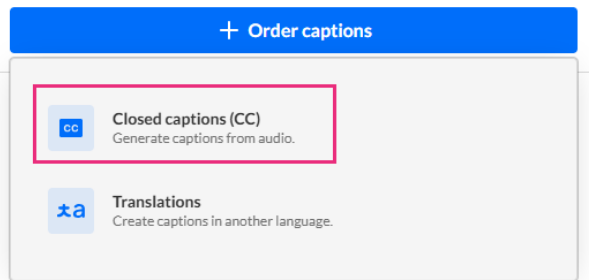 + Order captions
CC
Closed captions (CC)
Generate captions from audio.
Translations
Create captions in another language.